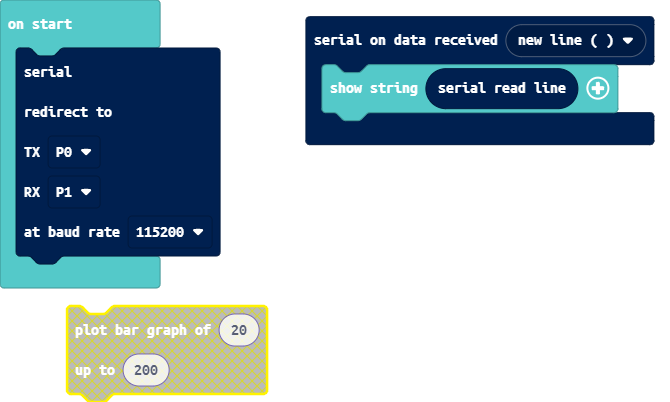 on start
serial
redirect to
TX P0
RX P1
at baud rate 115200
serial on data received new line ( )
show string serial read line
plot bar graph of 20
up to 200